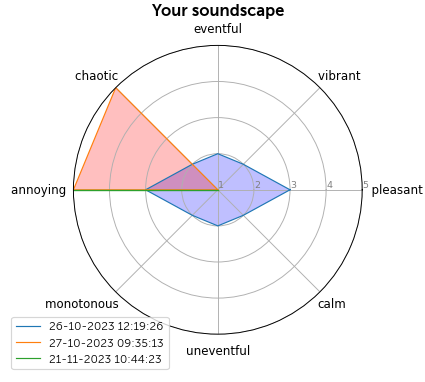 Your soundscape
eventful
chaotic
vibrant
annoying
1 2 3 4 5
pleasant
monotonous
calm
uneventful
26-10-2023 12:19:26
27-10-2023 09:35:13
21-11-2023 10:44:23